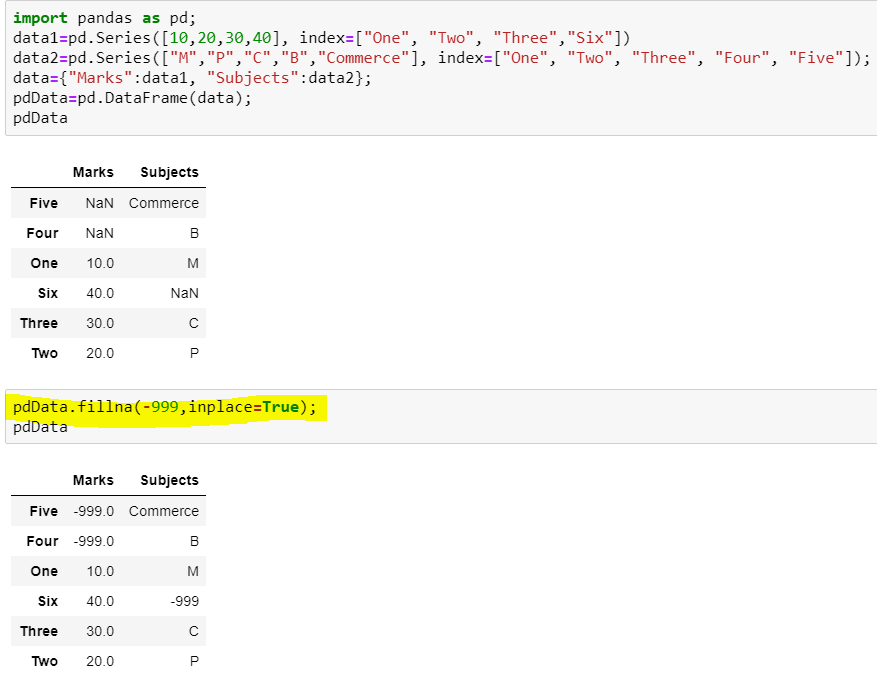 import pandas as pd;
data1=pd.Series([10,20,30,40], index=["One", "Two", "Three","Six"])
data2=pd.Series(["M","P","C","B","Commerce"], index=["One", "Two", "Three", "Four", "Five"]);
data={"Marks":data1, "Subjects":data2};
pdData=pd.DataFrame(data);
pdData
Marks Subjects
Five NaN Commerce
Four NaN B
One 10.0 M
Six 40.0 NaN
Three 30.0 C
Two 20.0 P
pdData.fillna(-999,inplace=True);
pdData
Marks Subjects
Five -999.0 Commerce
Four -999.0 B
One 10.0 M
Six 40.0 -999
Three 30.0 C
Two 20.0 P